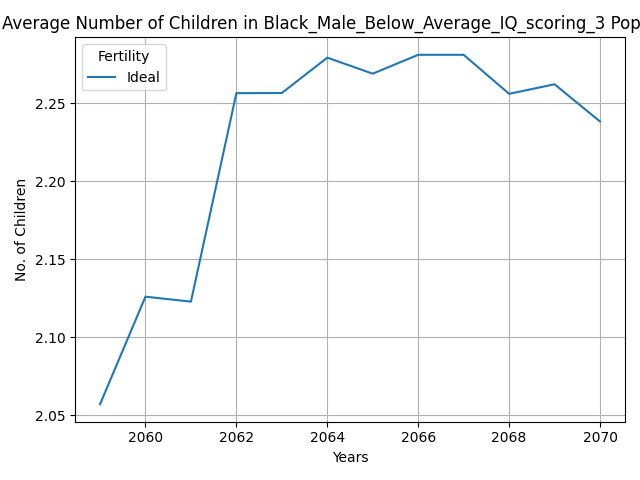 Average Number of Children in Black_Male_Below_Average_IQ_scoring_3 Pop
Fertility
Ideal
No. of Children
2.25
2.20
2.15
2.10
2.05
2060 2062 2064 2066 2068 2070
Years